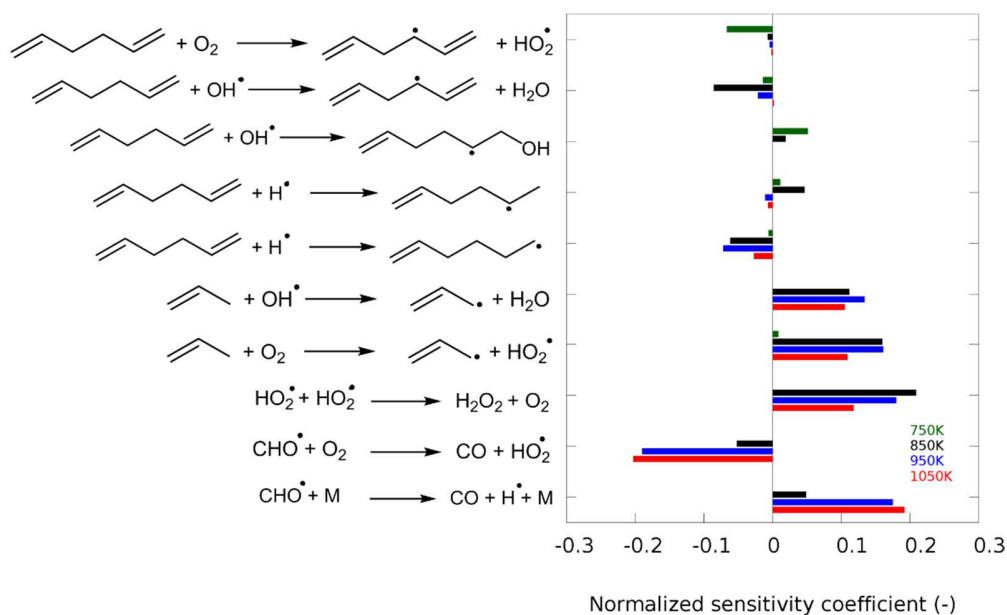 + O₂ + HO₂•
+ OH• + H₂O
+ OH• OH
+ H•
+ H•
+ OH• + H₂O
+ O₂ + HO₂•
HO₂• + HO₂• H₂O₂ + O₂
CHO• + O₂ CO + HO₂•
CHO• + M CO + H• + M
750K
850K
950K
1050K
-0.3 -0.2 -0.1 0 0.1 0.2 0.3
Normalized sensitivity coefficient (-)